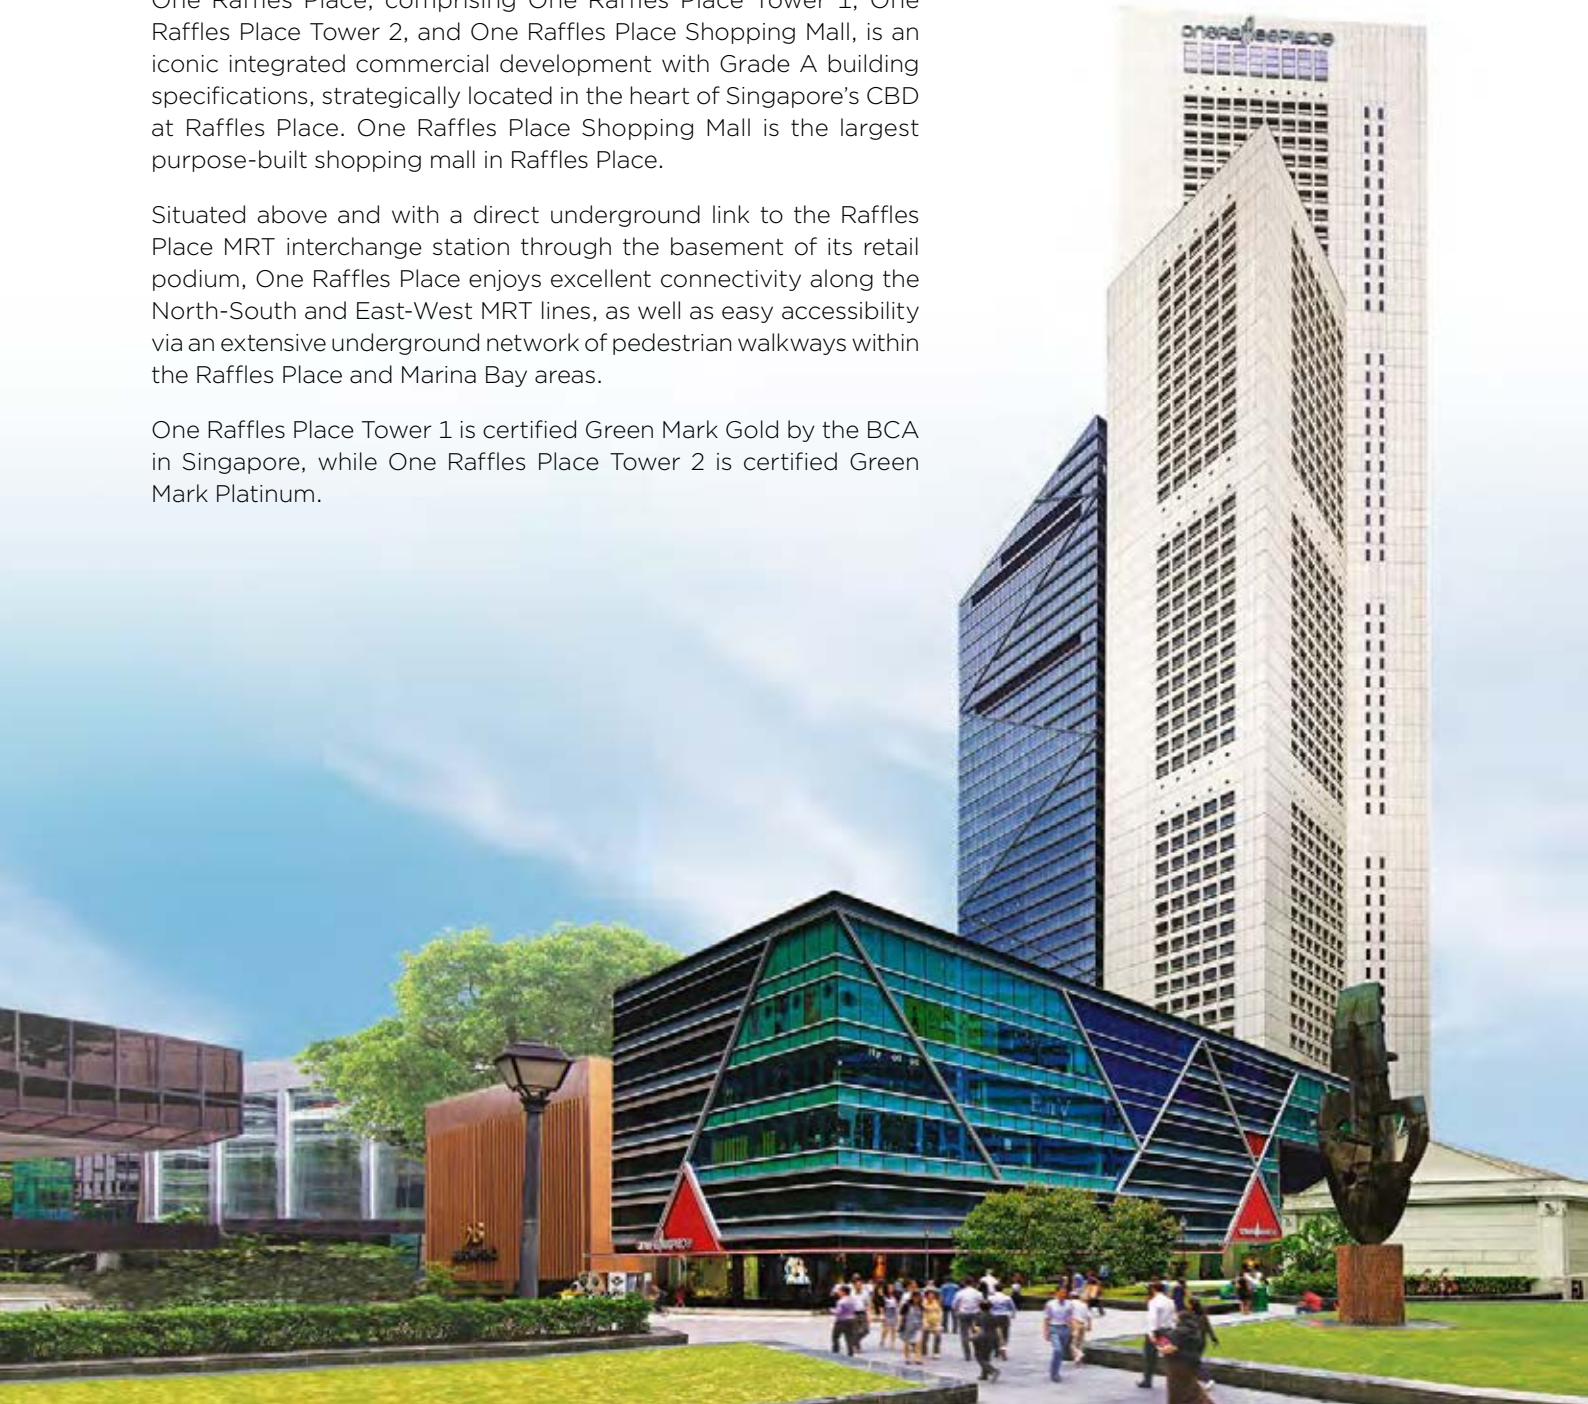 One Raffles Place, comprising One Raffles Place Tower 1, One
Raffles Place Tower 2, and One Raffles Place Shopping Mall, is an
iconic integrated commercial development with Grade A building
specifications, strategically located in the heart of Singapore’s CBD
at Raffles Place. One Raffles Place Shopping Mall is the largest
purpose-built shopping mall in Raffles Place.
Situated above and with a direct underground link to the Raffles
Place MRT interchange station through the basement of its retail
podium, One Raffles Place enjoys excellent connectivity along the
North-South and East-West MRT lines, as well as easy accessibility
via an extensive underground network of pedestrian walkways within
the Raffles Place and Marina Bay areas.
One Raffles Place Tower 1 is certified Green Mark Gold by the BCA
in Singapore, while One Raffles Place Tower 2 is certified Green
Mark Platinum.
oneRafflesPLACE